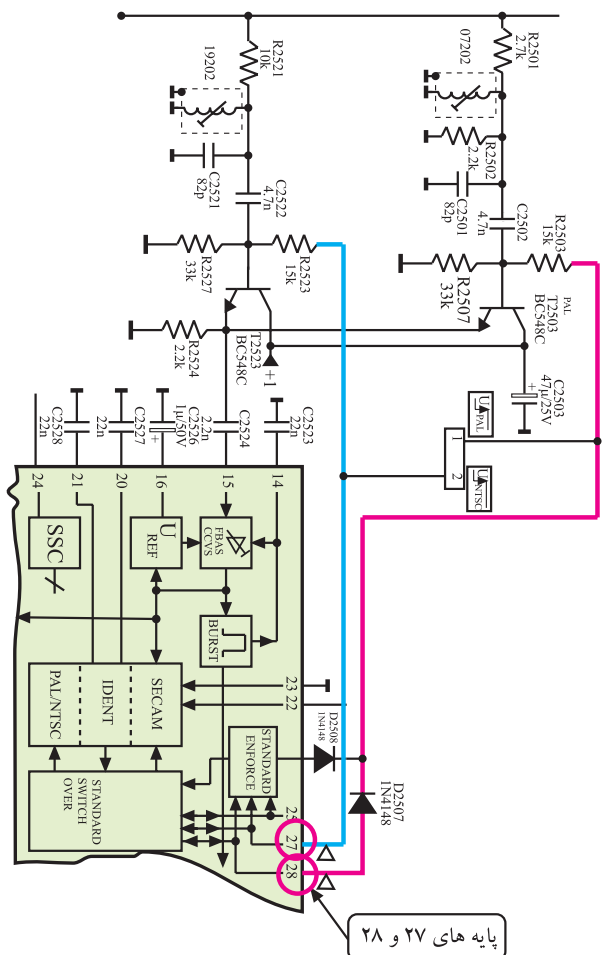 R2521
10k
19202
R2501
2.7k
07202
C2521
82p
C2522
4.7n
R2502
2.2k
C2501
82p
C2502
4.7n
R2503
15k
R2527
33k
R2523
15k
R2507
33k
PAL
T2503
BC548C
R2524
2.2k
T2523
BC548C
+1
C2503
47μ/25V
+
C2528
22n
C2527
22n
C2526
1μ/50V
+
C2524
2.2n
C2523
22n
1
2
U PAL
U NTSC
24
21
20
16
15
14
SSC
U
REF
FBAS
CCVS
BURST
PAL/NTSC
IDENT
SECAM
23
22
STANDARD
SWITCH
OVER
STANDARD
ENFORCE
D2508
1N4148
D2507
1N4148
25
27
28
پایه های ۲۷ و ۲۸